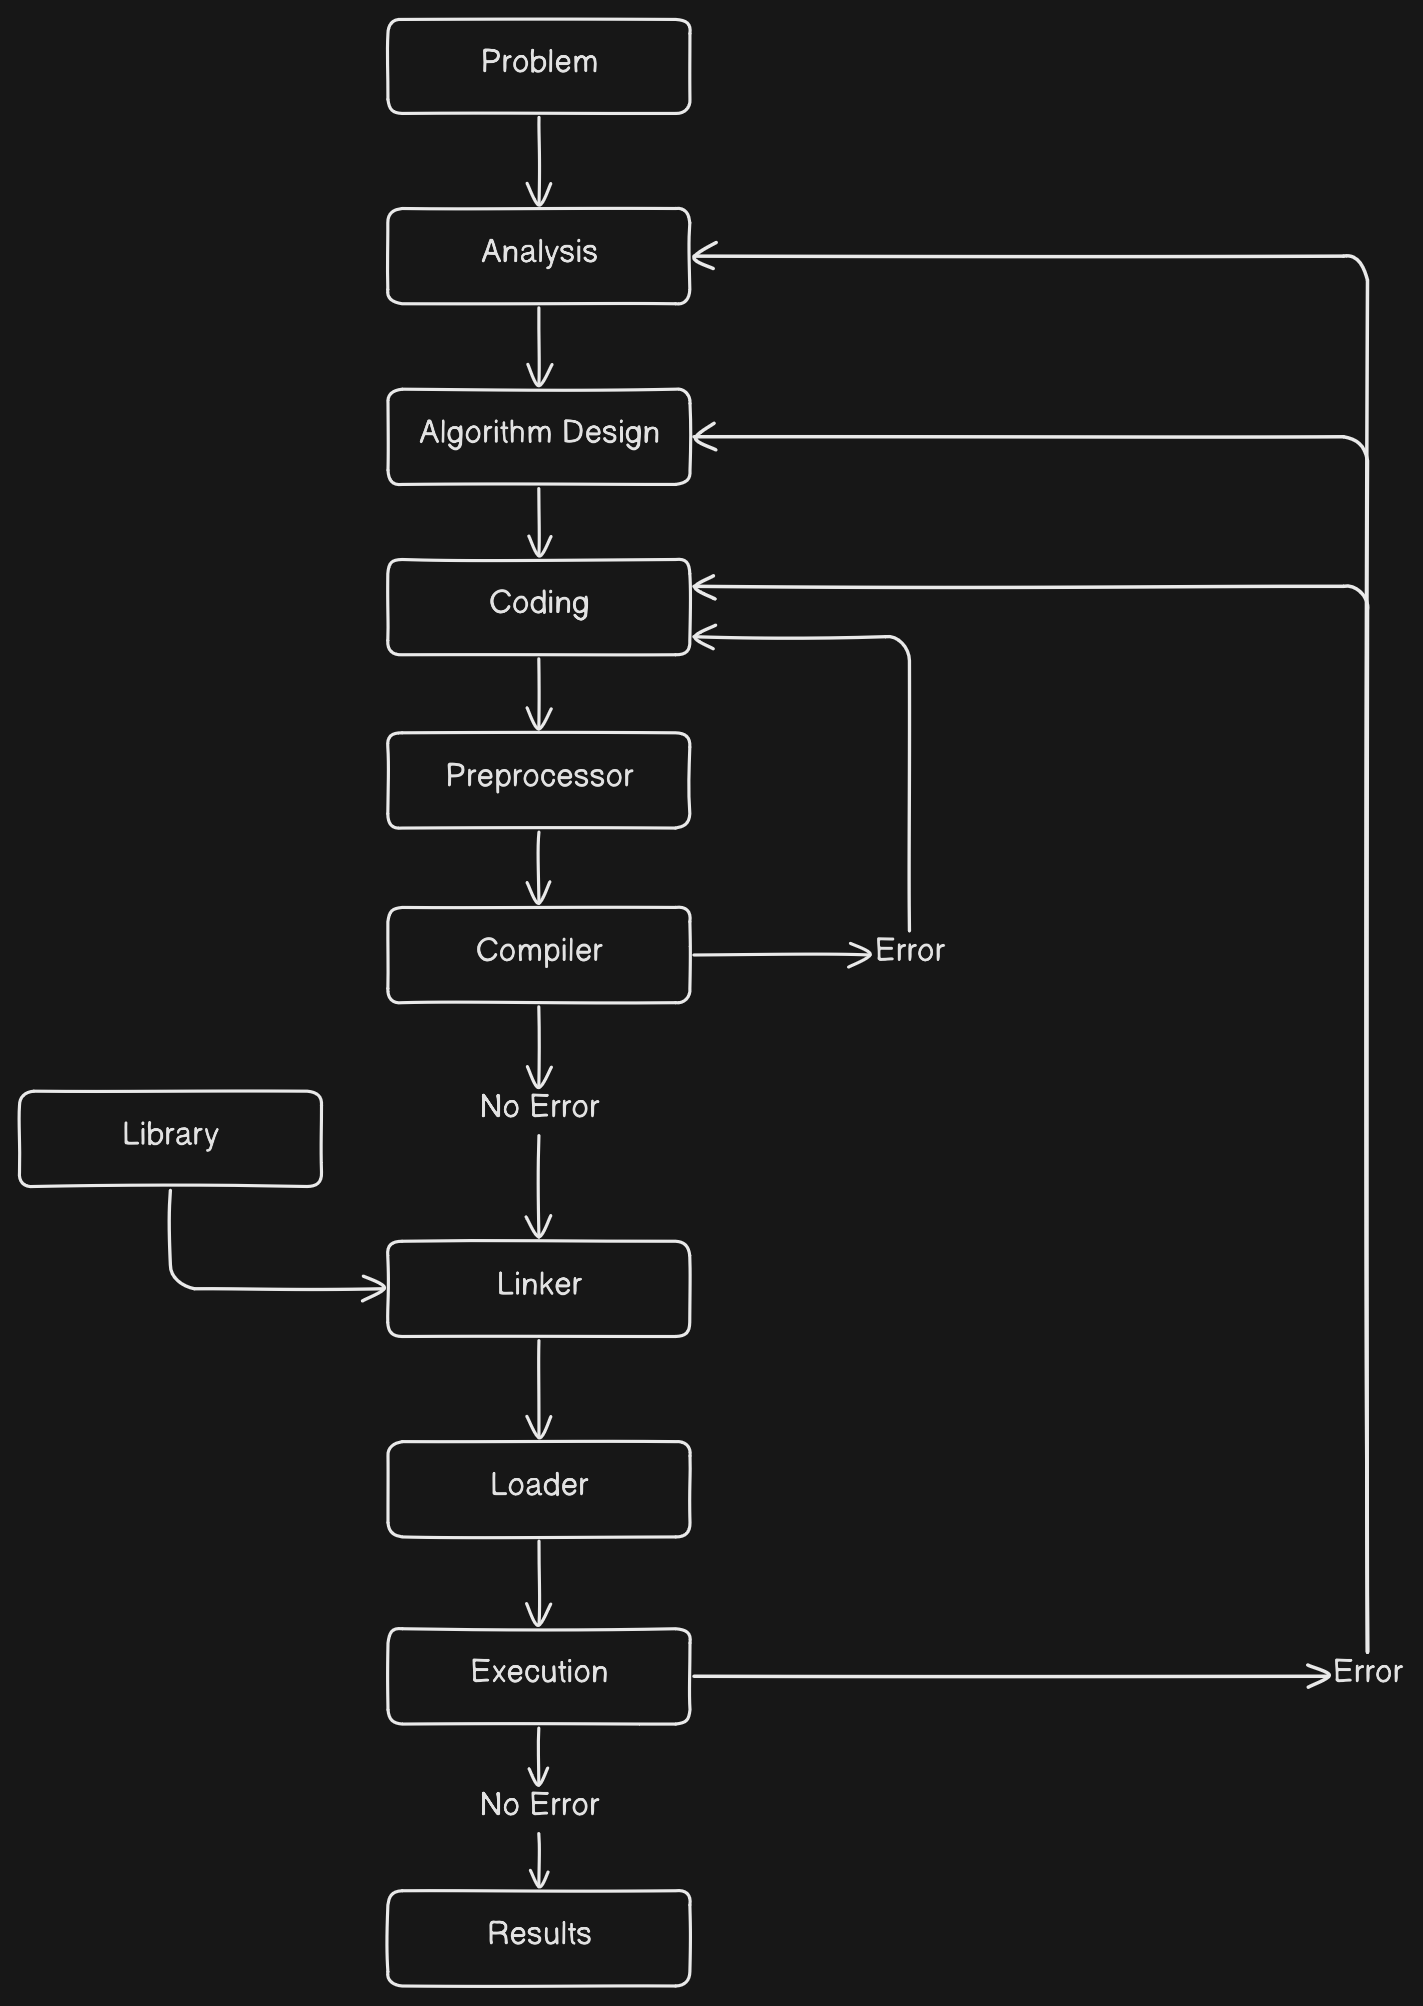 Problem
Analysis
Algorithm Design
Coding
Preprocessor
Compiler
Error
No Error
Library
Linker
Loader
Execution
Error
No Error
Results